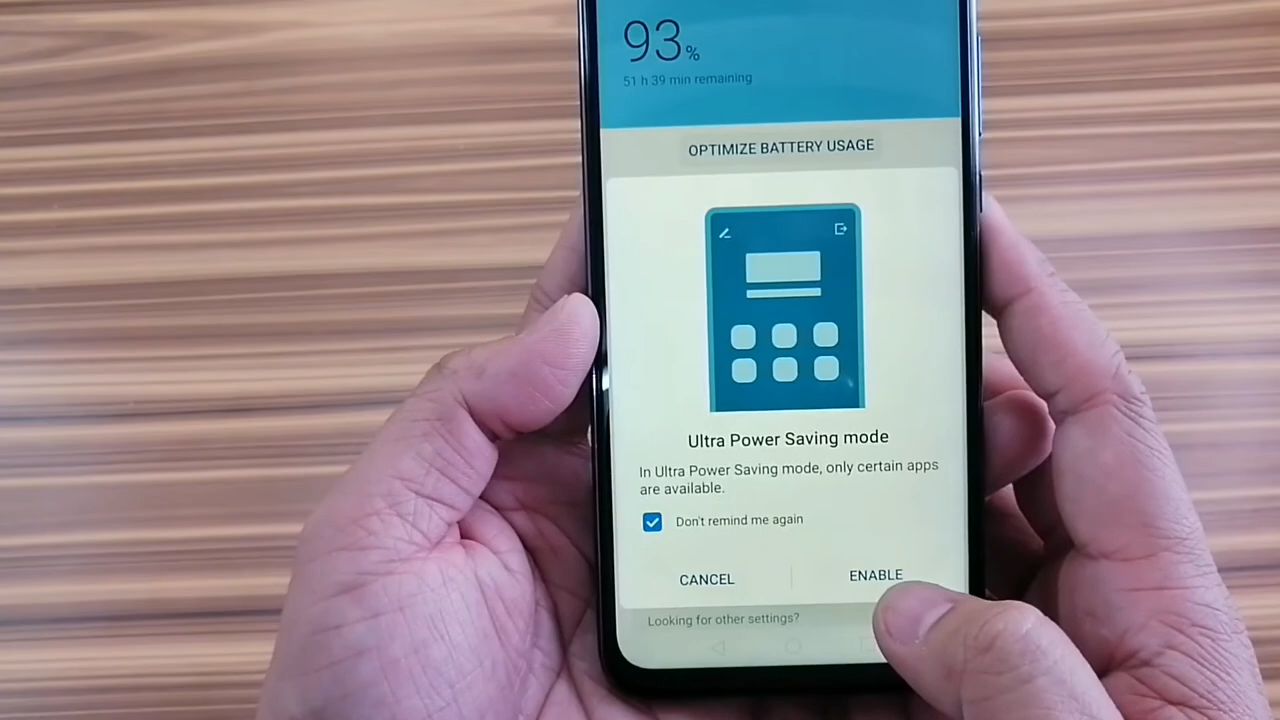 93%
51 h 39 min remaining
OPTIMIZE BATTERY USAGE
Ultra Power Saving mode
In Ultra Power Saving mode, only certain apps
are available.
Don't remind me again
CANCEL
ENABLE
Looking for other settings?